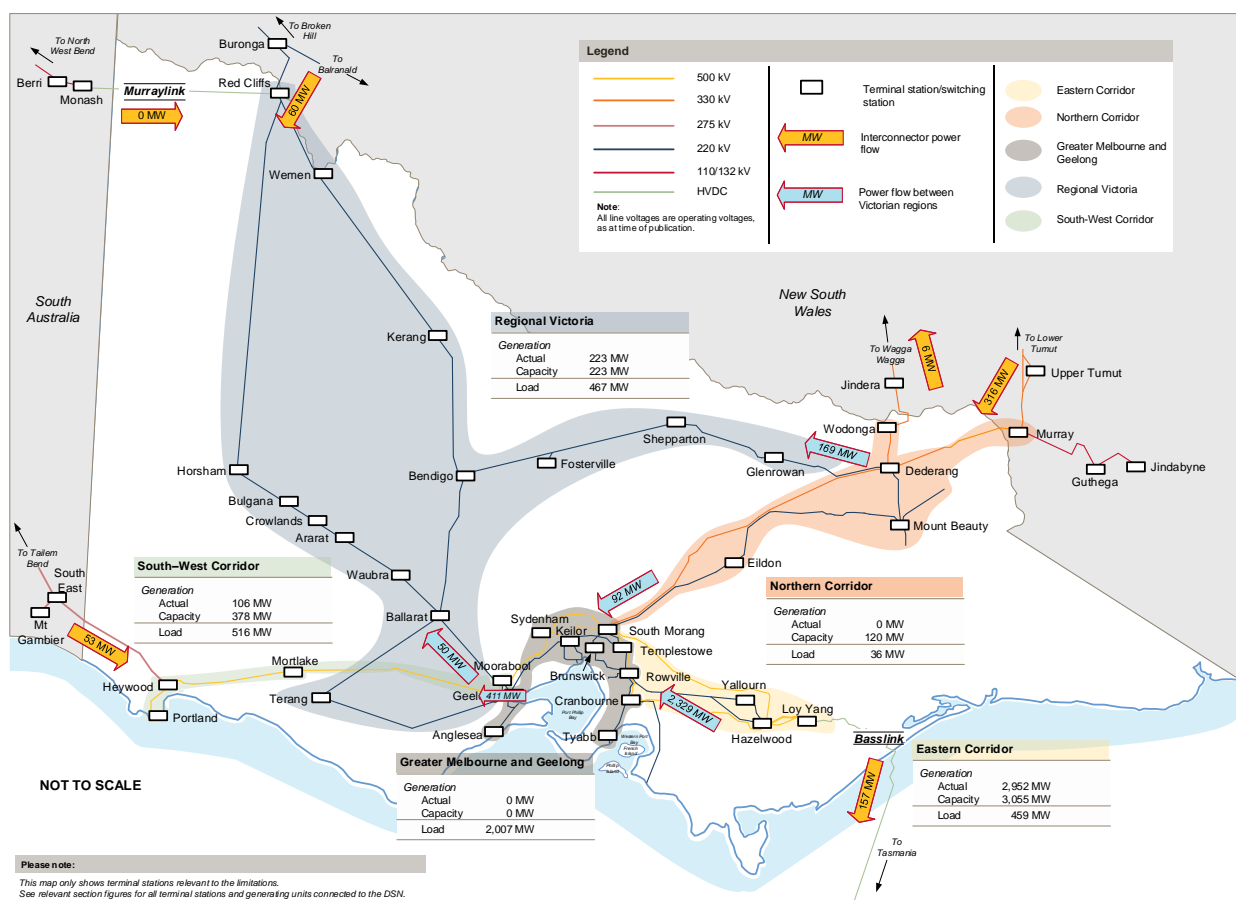 To Broken
Hill
To North
West Bend
Buronga
To
Balranald
Berri
Monash
Murraylink
Red Cliffs
0 MW
60 MW
Wemen
Legend
500 kV
330 kV
275 kV
220 kV
110/132 kV
HVDC
Note:
All line voltages are operating voltages,
as at time of publication.
Terminal station/switching
station
MW
Interconnector power
flow
MW
Power flow between
Victorian regions
Eastern Corridor
Northern Corridor
Greater Melbourne and
Geelong
Regional Victoria
South-West Corridor
South
Australia
New South
Wales
Kerang
Regional Victoria
Generation
Actual 223 MW
Capacity 223 MW
Load 467 MW
To Wagga
Wagga
6 MW
To Lower
Tumut
Jindera
316 MW
Upper Tumut
Wodonga
Murray
Shepparton
169 MW
Glenrowan
Dederang
Guthega
Jindabyne
Horsham
Bendigo
Fosterville
Bulgana
Crowlands
Ararat
Mount Beauty
To Tailem
Bend
South
East
Mt
Gambier
53 MW
South–West Corridor
Generation
Actual 106 MW
Capacity 378 MW
Load 516 MW
Waubra
Ballarat
Eildon
92 MW
Northern Corridor
Generation
Actual 0 MW
Capacity 120 MW
Load 36 MW
Sydenham
Keilor
South Morang
Templestowe
50 MW
Moorabool
Brunswick
Rowville
Mortlake
Heywood
Portland
Terang
Geel
411 MW
Port Phillip
Bay
Cranbourne
2,329 MW
Yallourn
Loy Yang
Hazelwood
Anglesea
Tyabb
Western Port
Bay
French
Island
Phillip
Island
Basslink
157 MW
NOT TO SCALE
Greater Melbourne and Geelong
Generation
Actual 0 MW
Capacity 0 MW
Load 2,007 MW
Eastern Corridor
Generation
Actual 2,952 MW
Capacity 3,055 MW
Load 459 MW
To
Tasmania
Please note:
This map only shows terminal stations relevant to the limitations.
See relevant section figures for all terminal stations and generating units connected to the DSN.